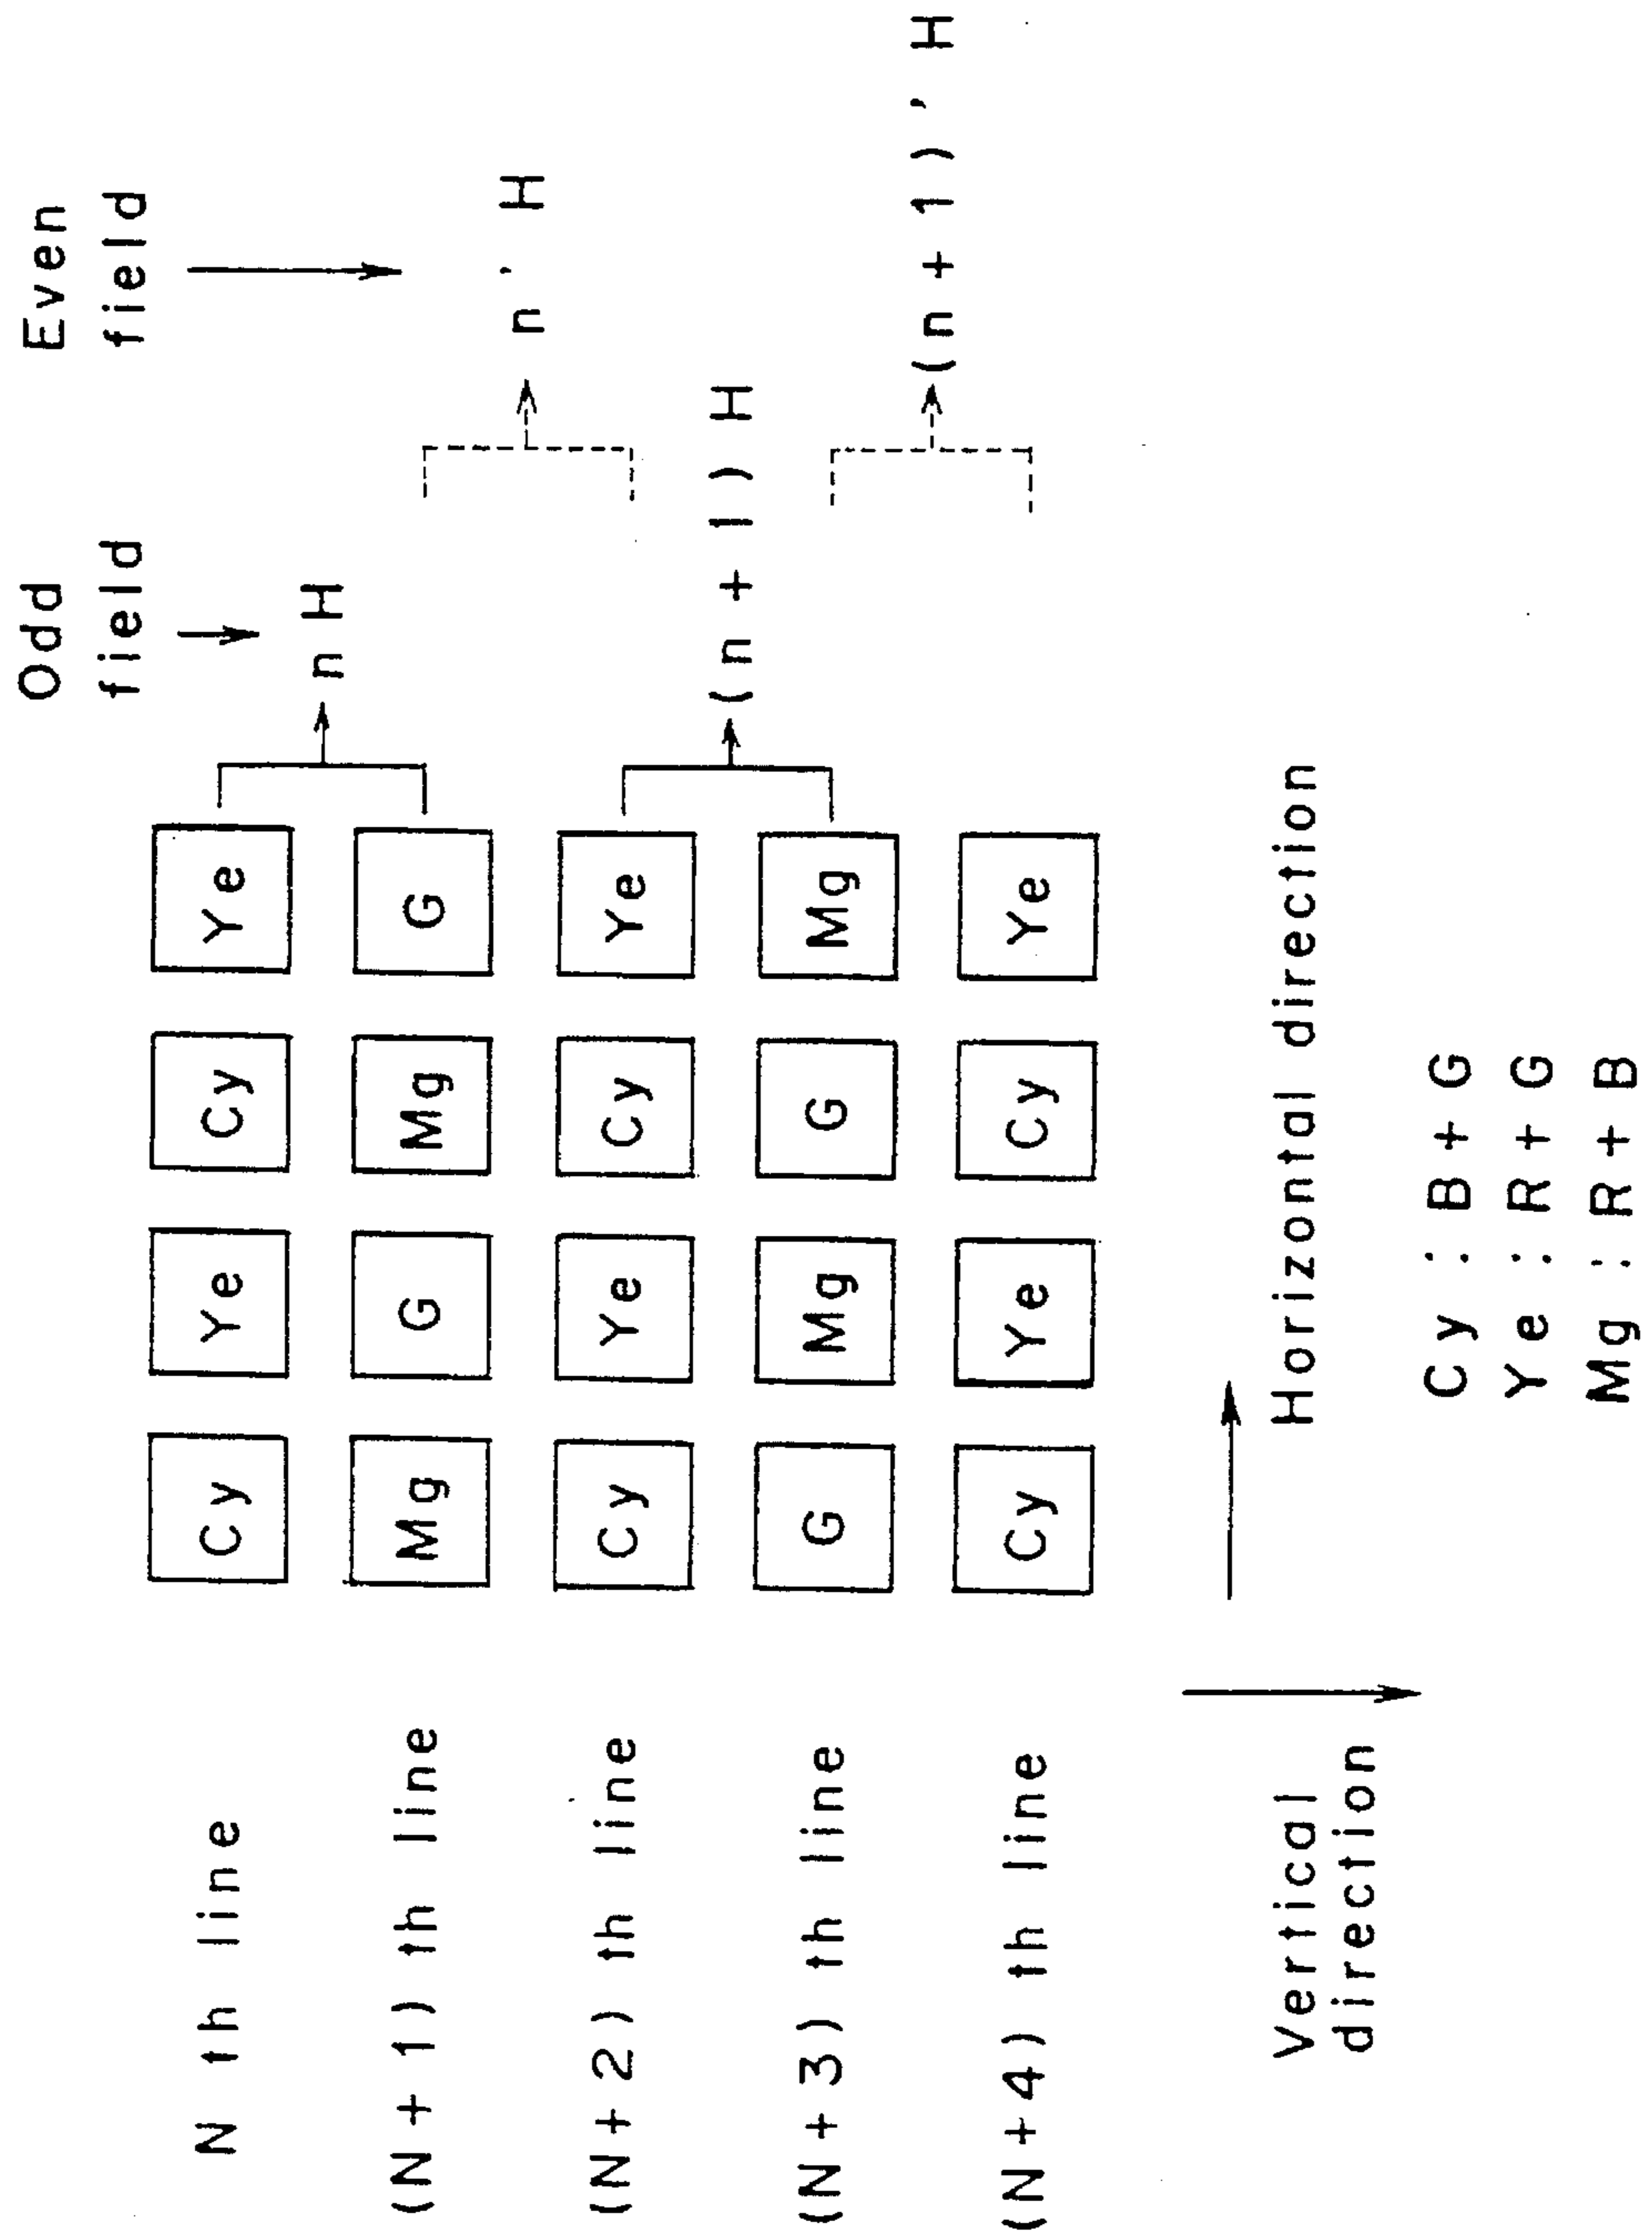 Odd field
Even field
N th line Cy Ye Cy Ye n H
(N + 1) th line Mg G Mg G
n ' H
(N + 2) th line Cy Ye Cy Ye
(n + 1) H
(N + 3) th line G Mg G Mg
(n + 1) ' H
(N + 4) th line Cy Ye Cy Ye
Vertical direction
Horizontal direction
Cy : B + G
Ye : R + G
Mg : R + B